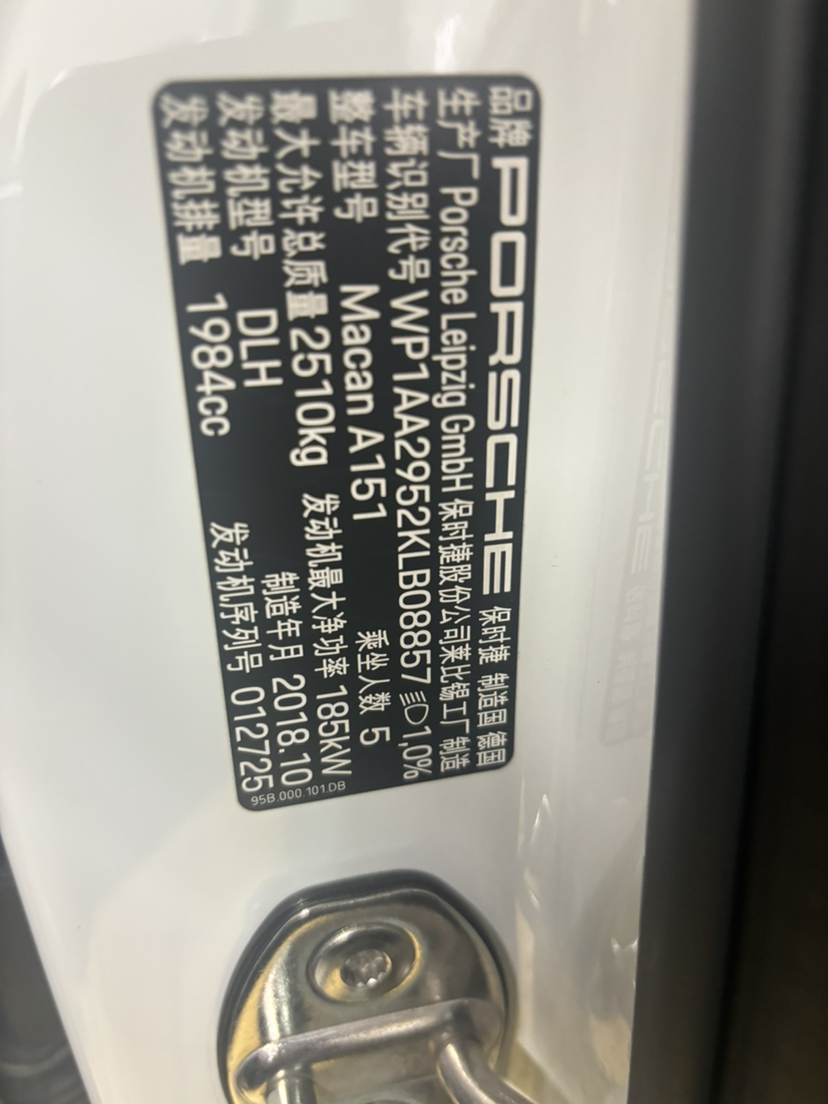 品牌 PORSCHE 保时捷 制造国 德国
生产厂 Porsche Leipzig GmbH 保时捷股份公司莱比锡工厂 制造
车辆识别代号 WP1AA2952KLB08857 1,0%
整车型号 Macan A151 乘坐人数 5
最大允许总质量 2510kg 发动机最大净功率 185kW
发动机型号 DLH 制造年月 2018.10
发动机排量 1984cc 发动机序列号 012725
95B.000.101.DB